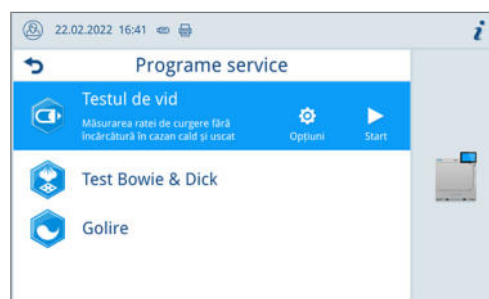 22.02.2022 16:41
Programe service
Testul de vid
Măsurarea ratei de curgere fără
încărcătură în cazan cald și uscat
Opțiuni
Start
Test Bowie & Dick
Golire